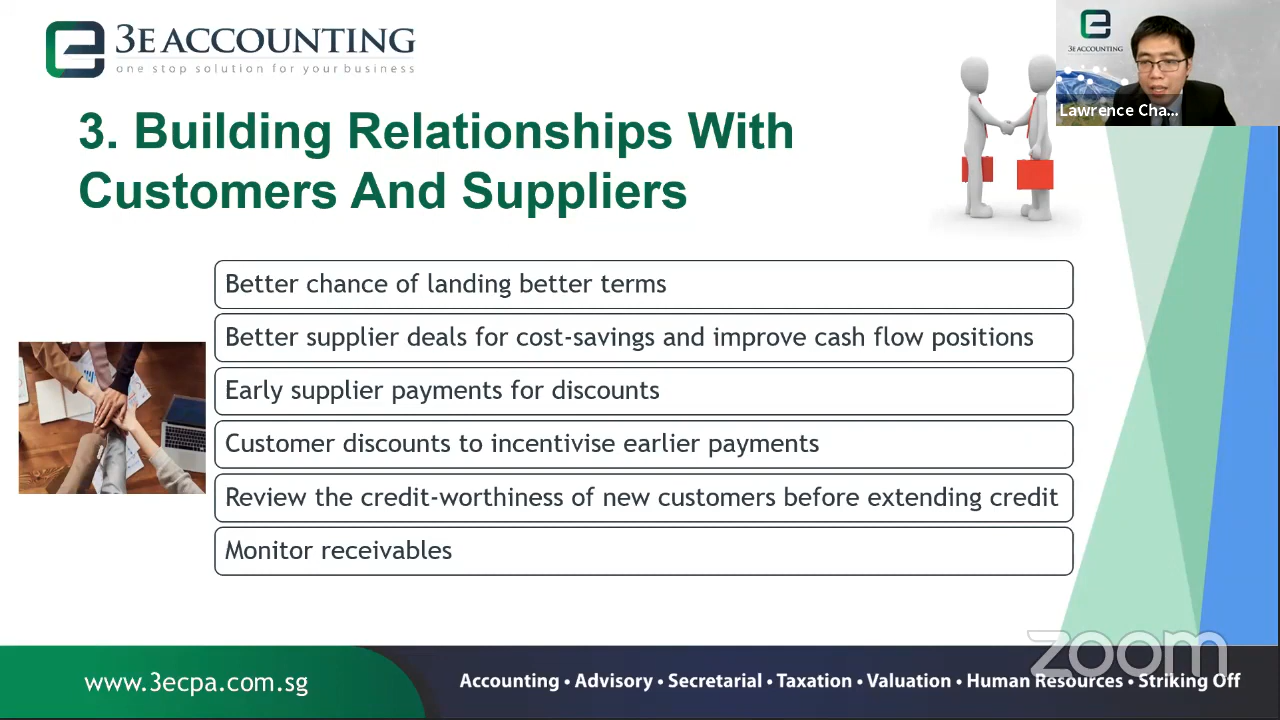 3E ACCOUNTING
one stop solution for your business
3E ACCOUNTING
Lawrence Cha...
3. Building Relationships With
Customers And Suppliers
Better chance of landing better terms
Better supplier deals for cost-savings and improve cash flow positions
Early supplier payments for discounts
Customer discounts to incentivise earlier payments
Review the credit-worthiness of new customers before extending credit
Monitor receivables
zoom
www.3ecpa.com.sg
Accounting • Advisory • Secretarial • Taxation • Valuation • Human Resources • Striking Off